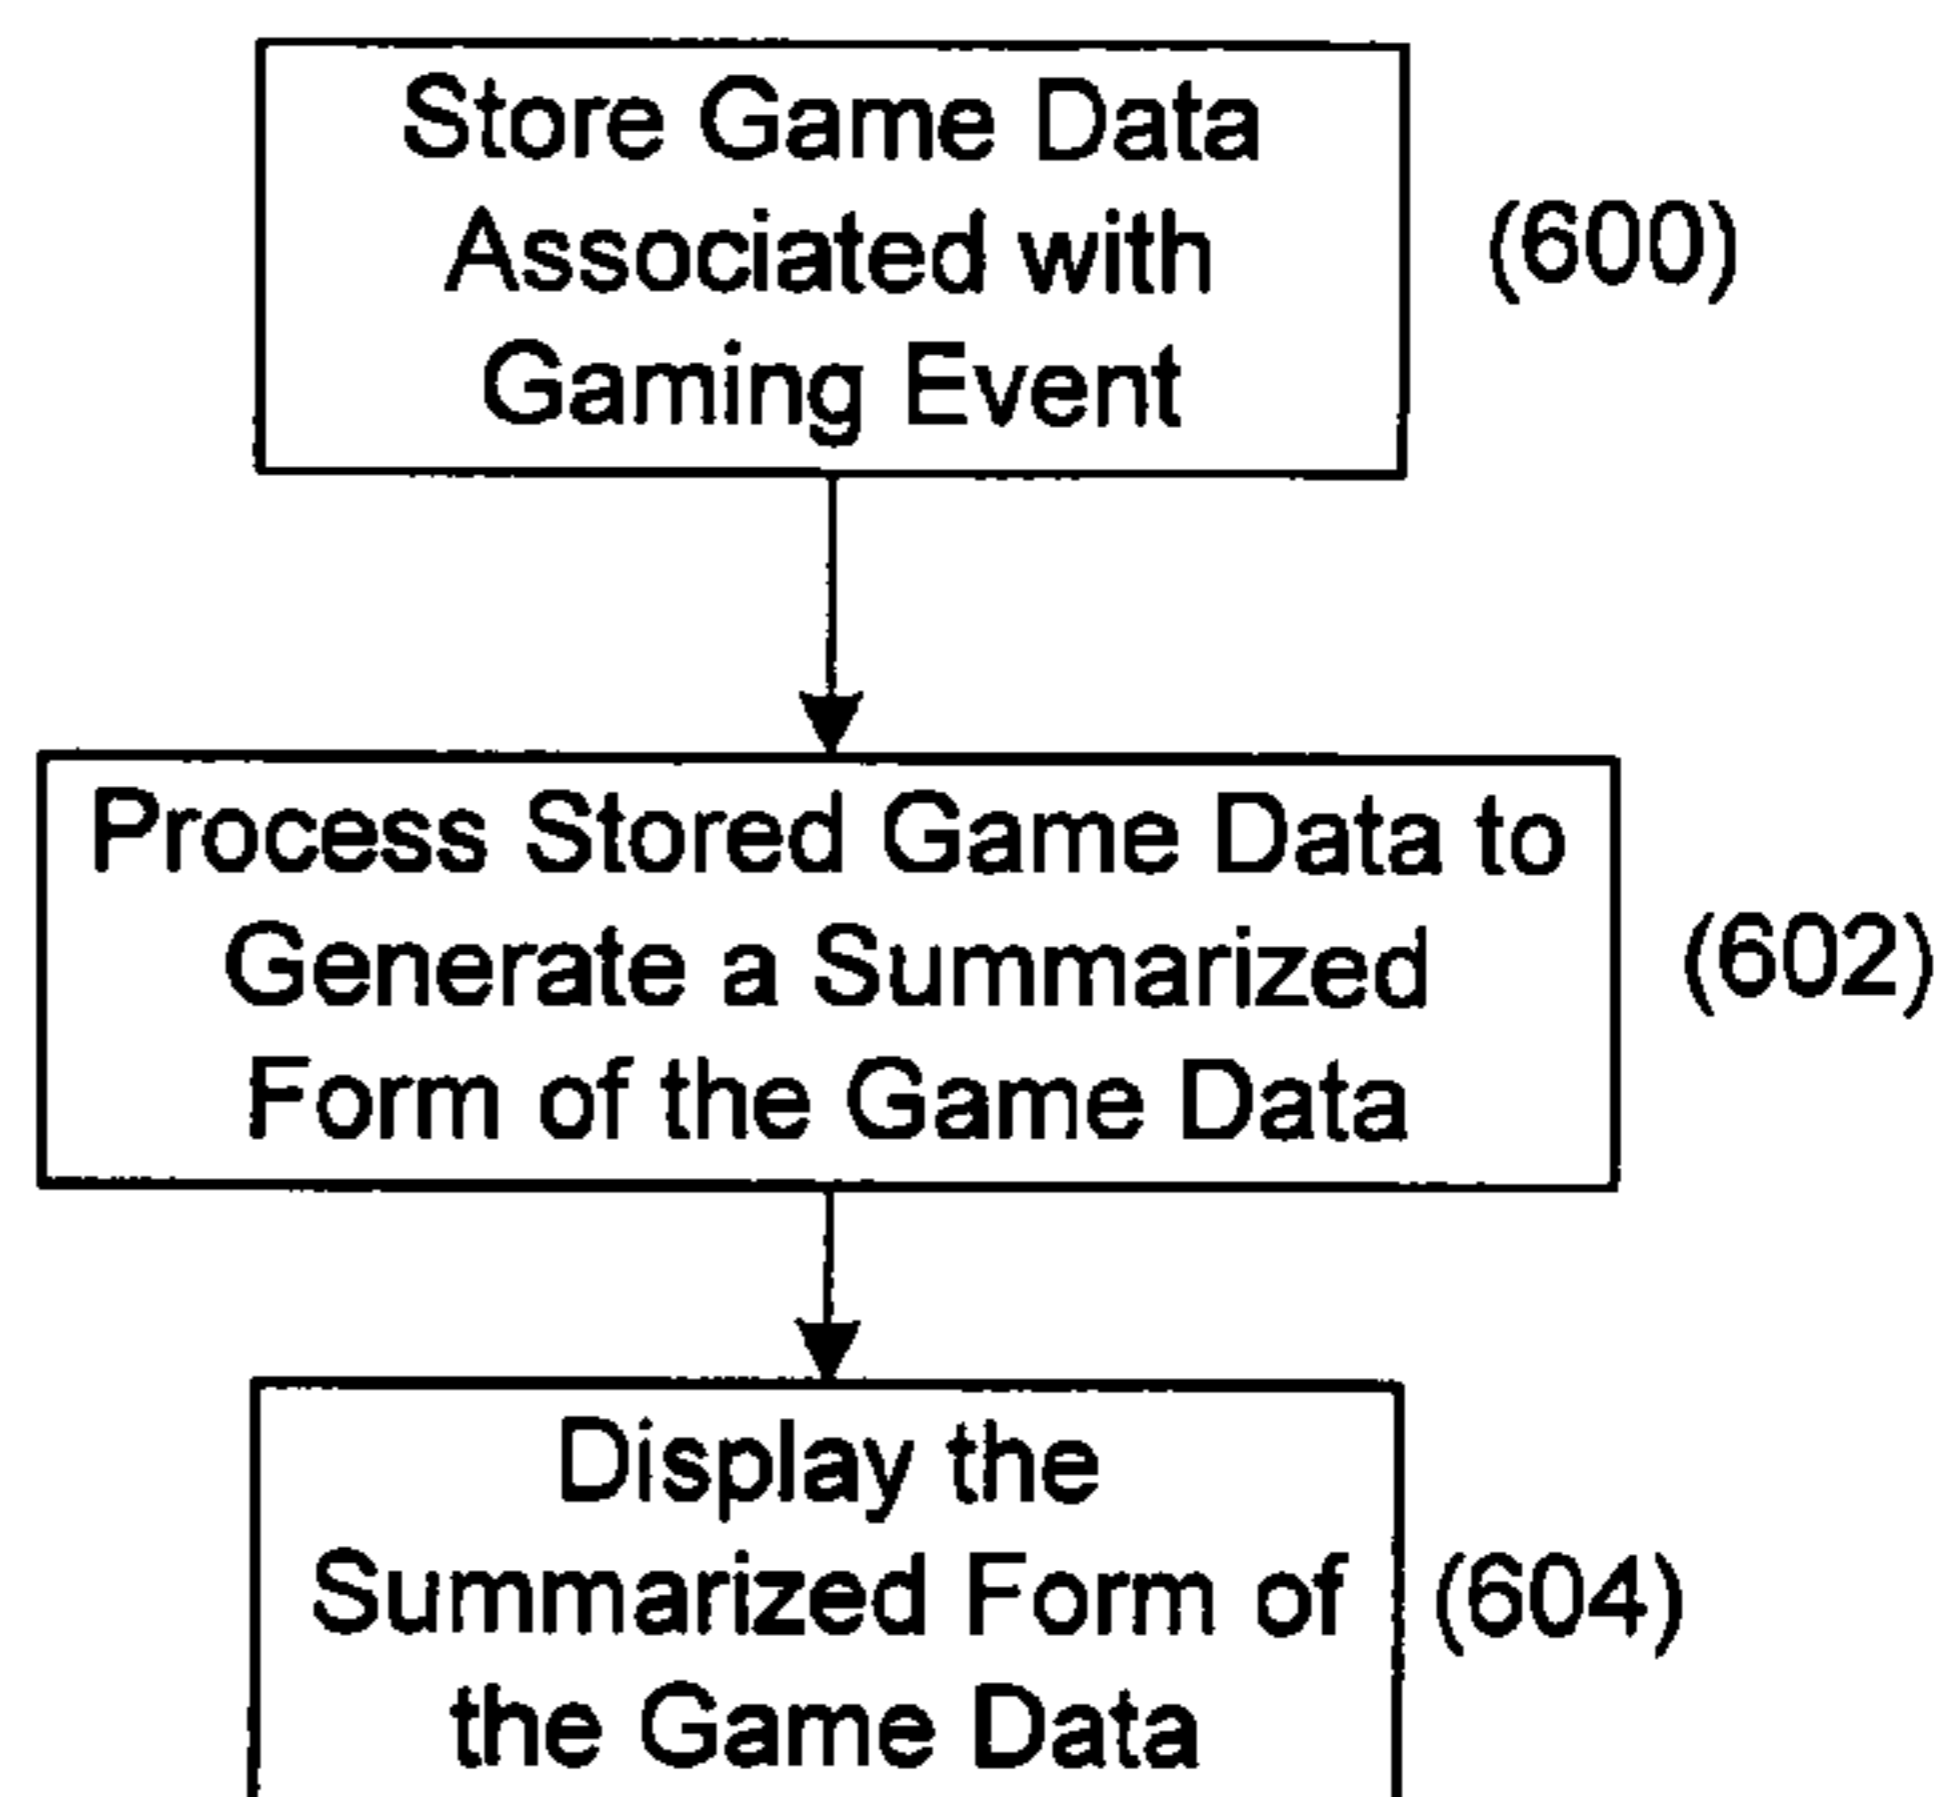 Store Game Data
Associated with
Gaming Event
(600)
Process Stored Game Data to
Generate a Summarized
Form of the Game Data
(602)
Display the
Summarized Form of
the Game Data
(604)